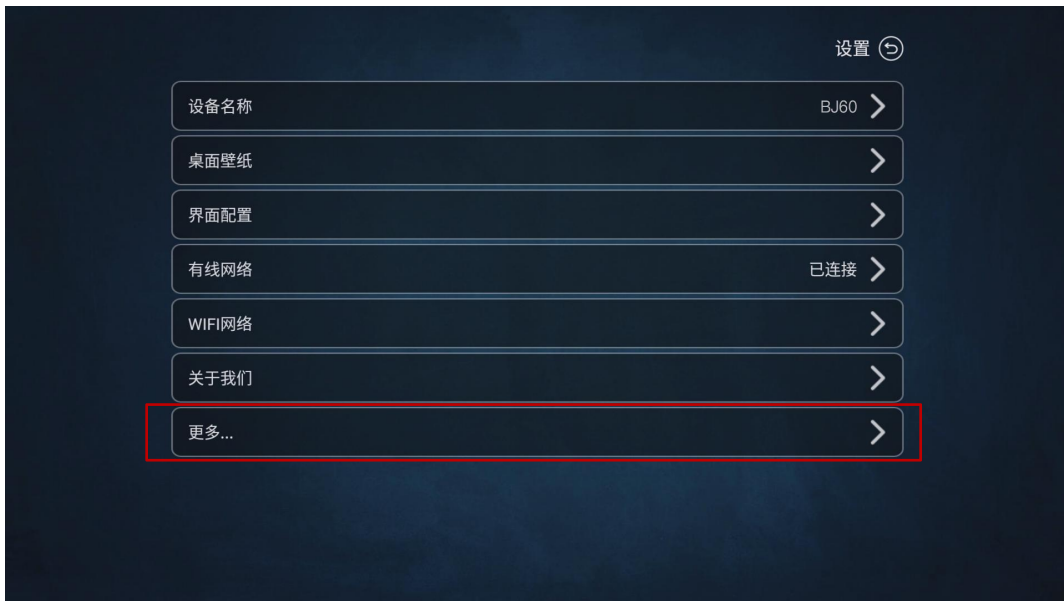 设置
设备名称 BJ60
桌面壁纸
界面配置
有线网络 已连接
WIFI网络
关于我们
更多...